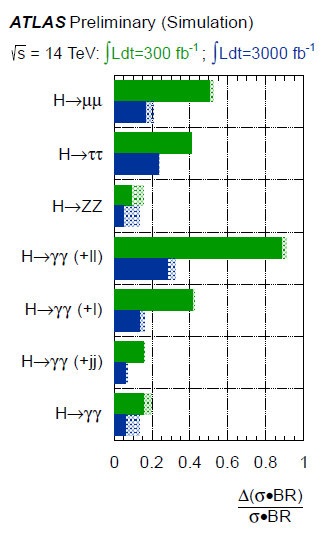 ATLAS Preliminary (Simulation)
√s = 14 TeV: ∫Ldt=300 fb⁻¹ ; ∫Ldt=3000 fb⁻¹
H→μμ
H→ττ
H→ZZ
H→γγ (+ll)
H→γγ (+l)
H→γγ (+jj)
H→γγ
0 0.2 0.4 0.6 0.8 1
Δ(σ•BR)
σ•BR